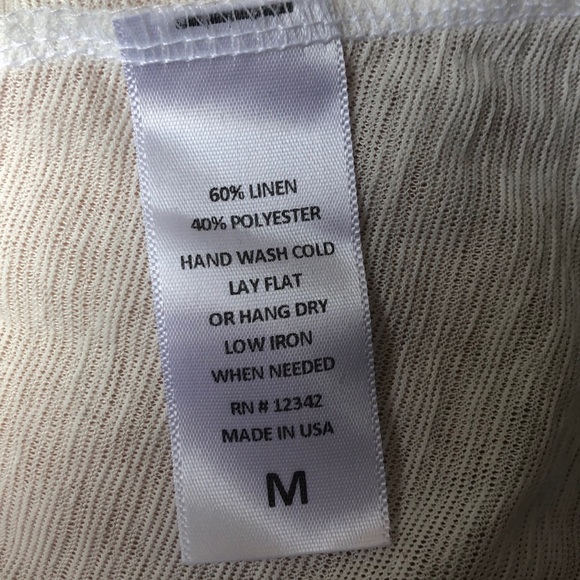 60% LINEN
40% POLYESTER
HAND WASH COLD
LAY FLAT
OR HANG DRY
LOW IRON
WHEN NEEDED
RN # 12342
MADE IN USA
M